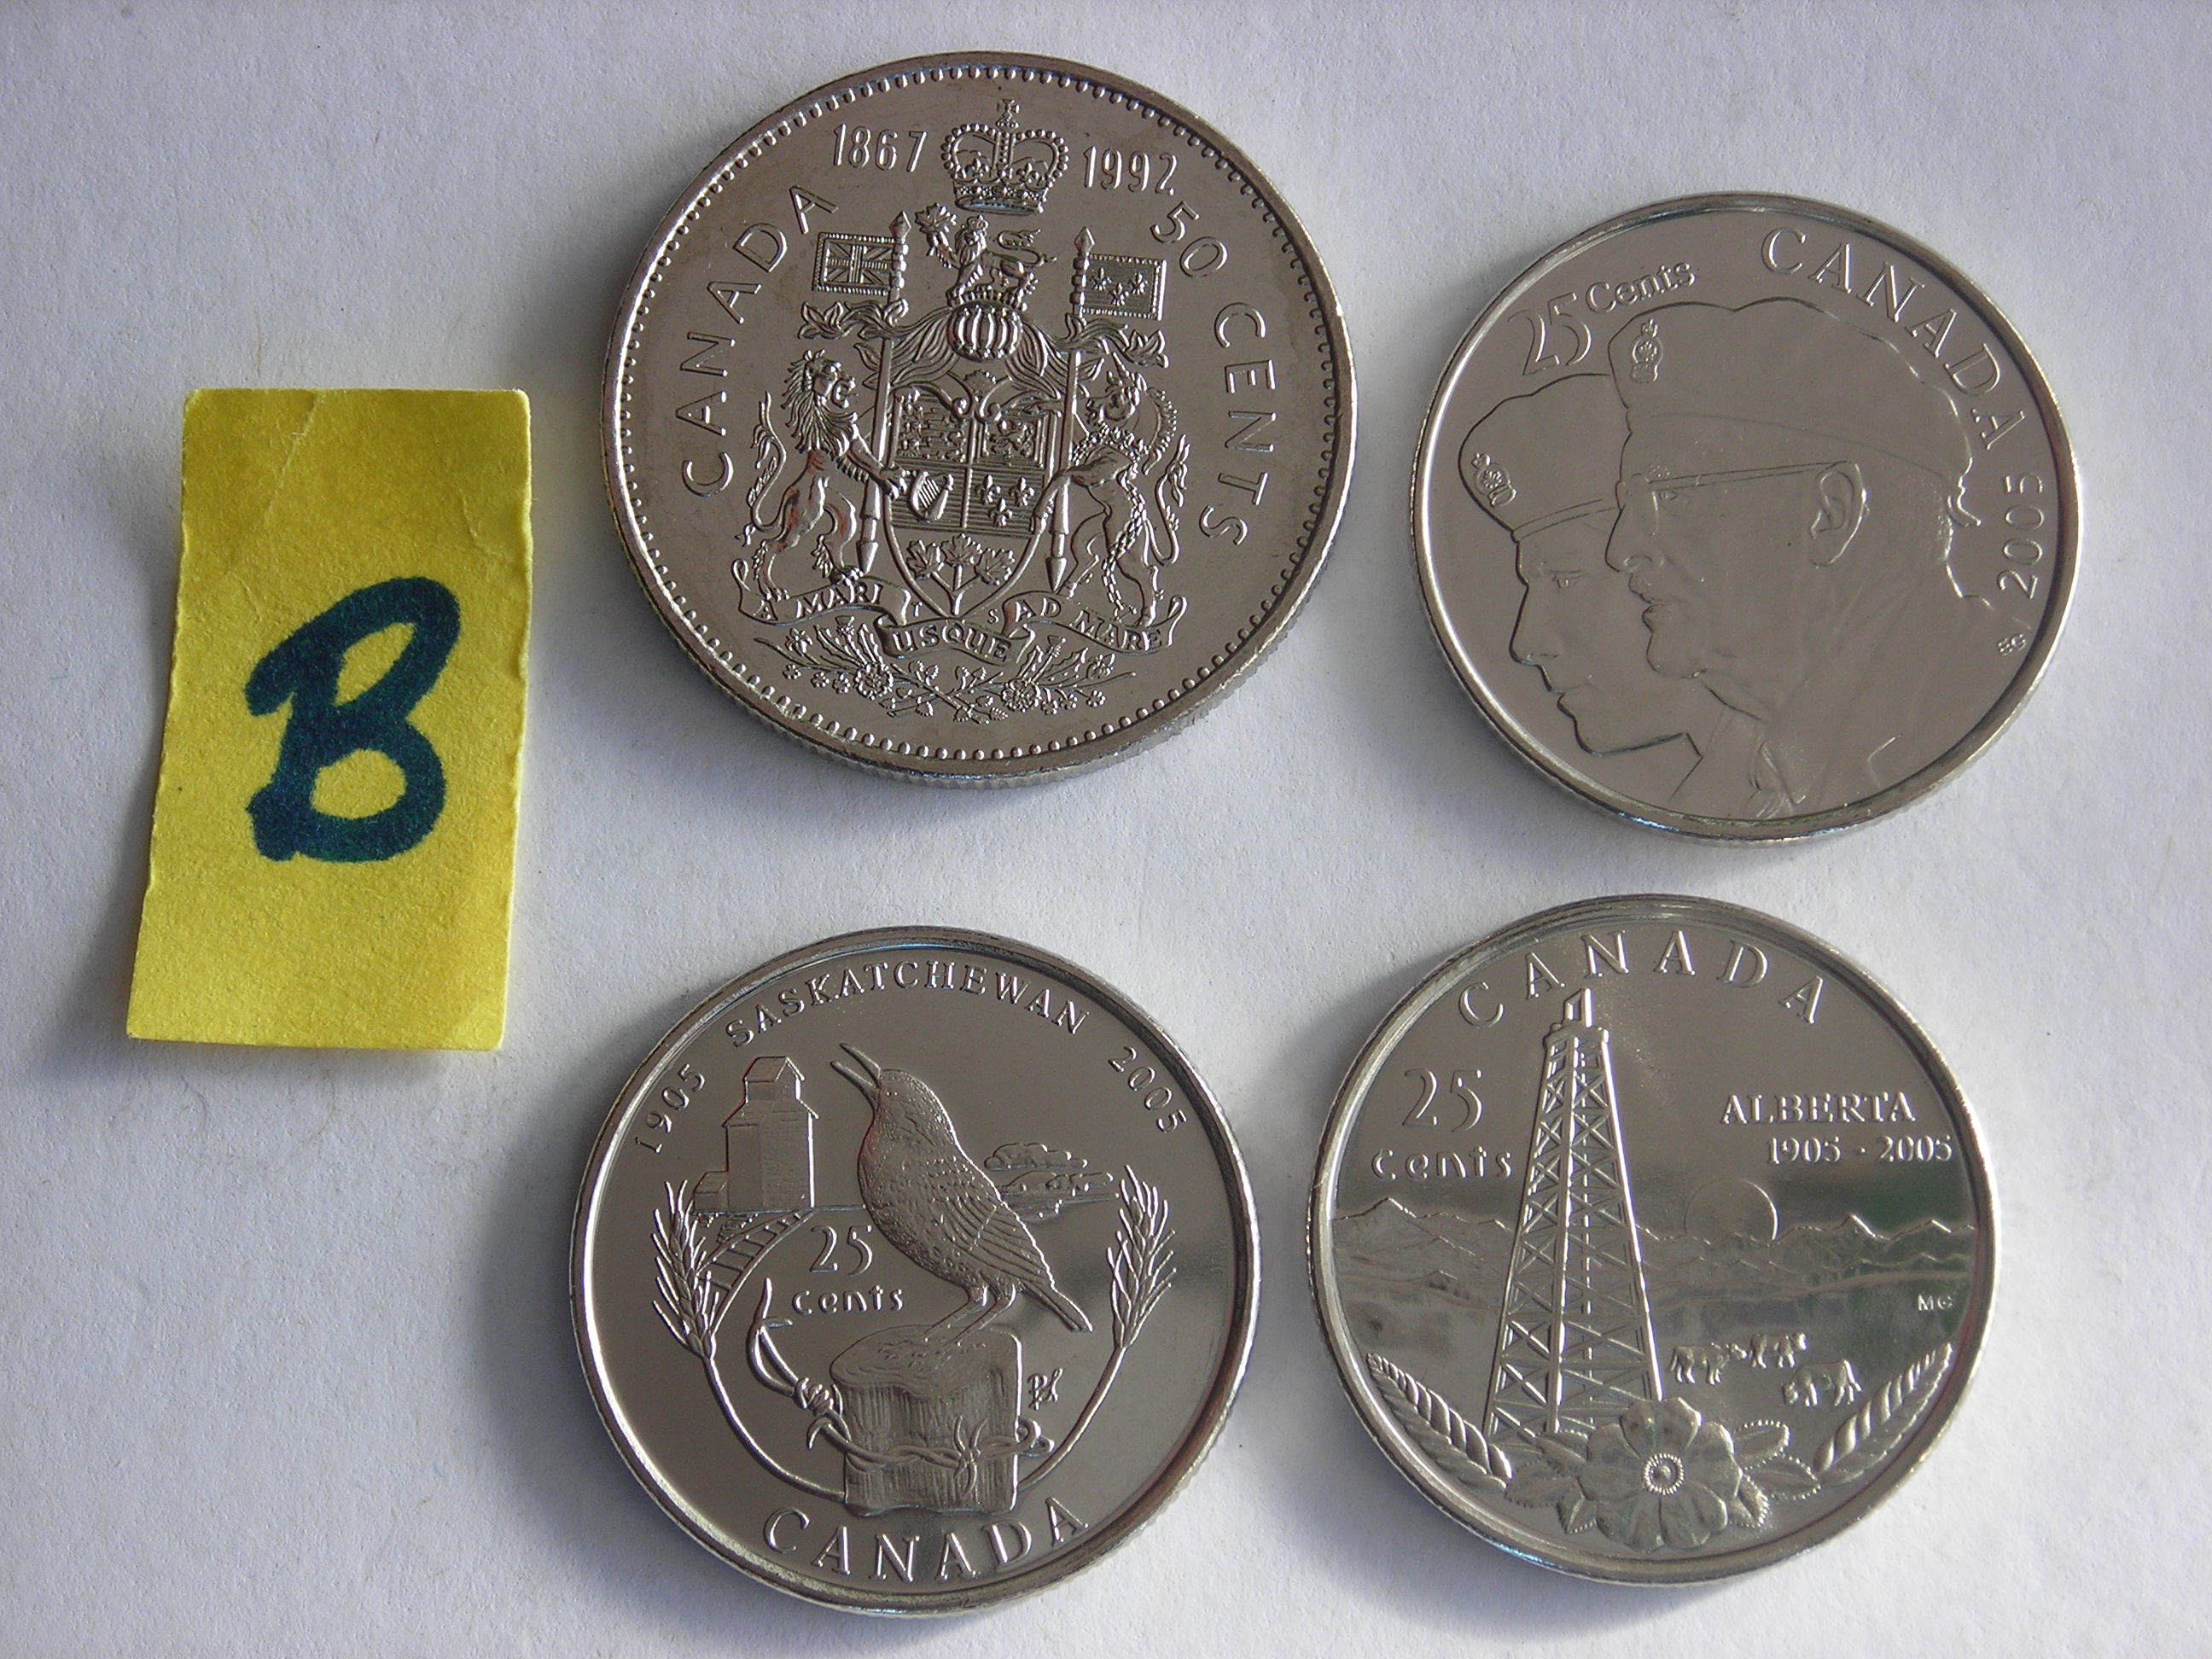 B
1867 1992
CANADA
50 CENTS
A MARI USQUE AD MARE
25 Cents
CANADA 2005
1905 SASKATCHEWAN 2005
25
Cents
CANADA
CANADA
25
Cents
ALBERTA
1905 · 2005
MG